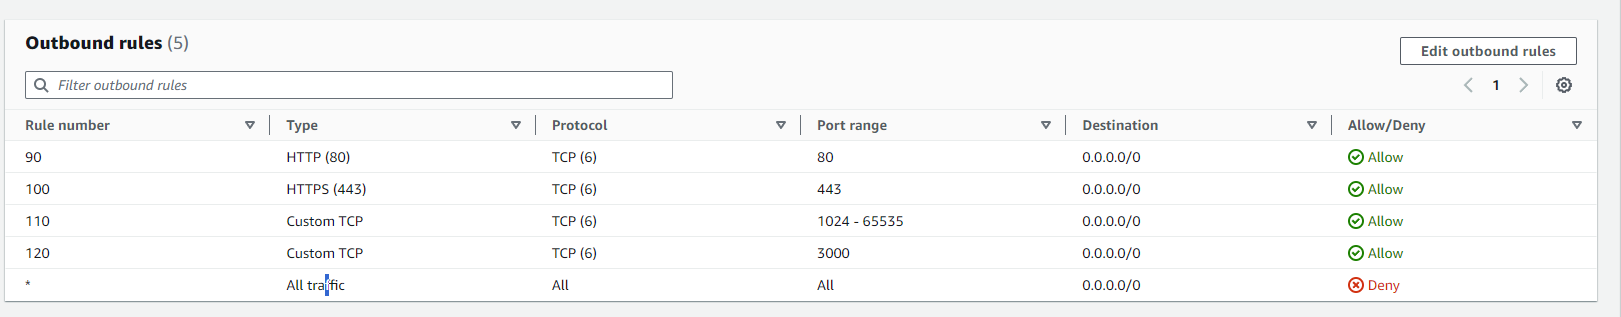 Outbound rules (5)
Edit outbound rules
Filter outbound rules
1
Rule number Type Protocol Port range Destination Allow/Deny
90 HTTP (80) TCP (6) 80 0.0.0.0/0 Allow
100 HTTPS (443) TCP (6) 443 0.0.0.0/0 Allow
110 Custom TCP TCP (6) 1024 - 65535 0.0.0.0/0 Allow
120 Custom TCP TCP (6) 3000 0.0.0.0/0 Allow
* All traffic All All 0.0.0.0/0 Deny